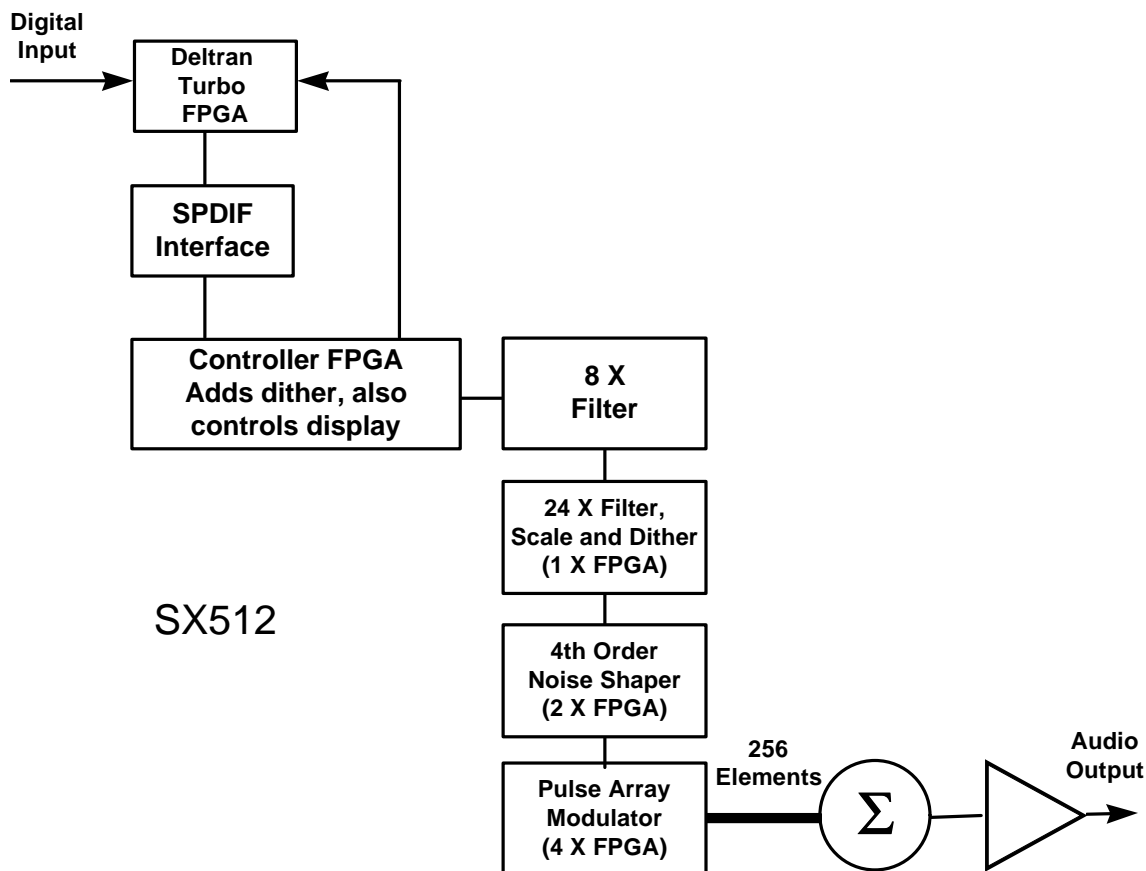 Digital
Input
Deltran
Turbo
FPGA
SPDIF
Interface
Controller FPGA
Adds dither, also
controls display
8 X
Filter
24 X Filter,
Scale and Dither
(1 X FPGA)
SX512
4th Order
Noise Shaper
(2 X FPGA)
Pulse Array
Modulator
(4 X FPGA)
256
Elements
Σ
Audio
Output